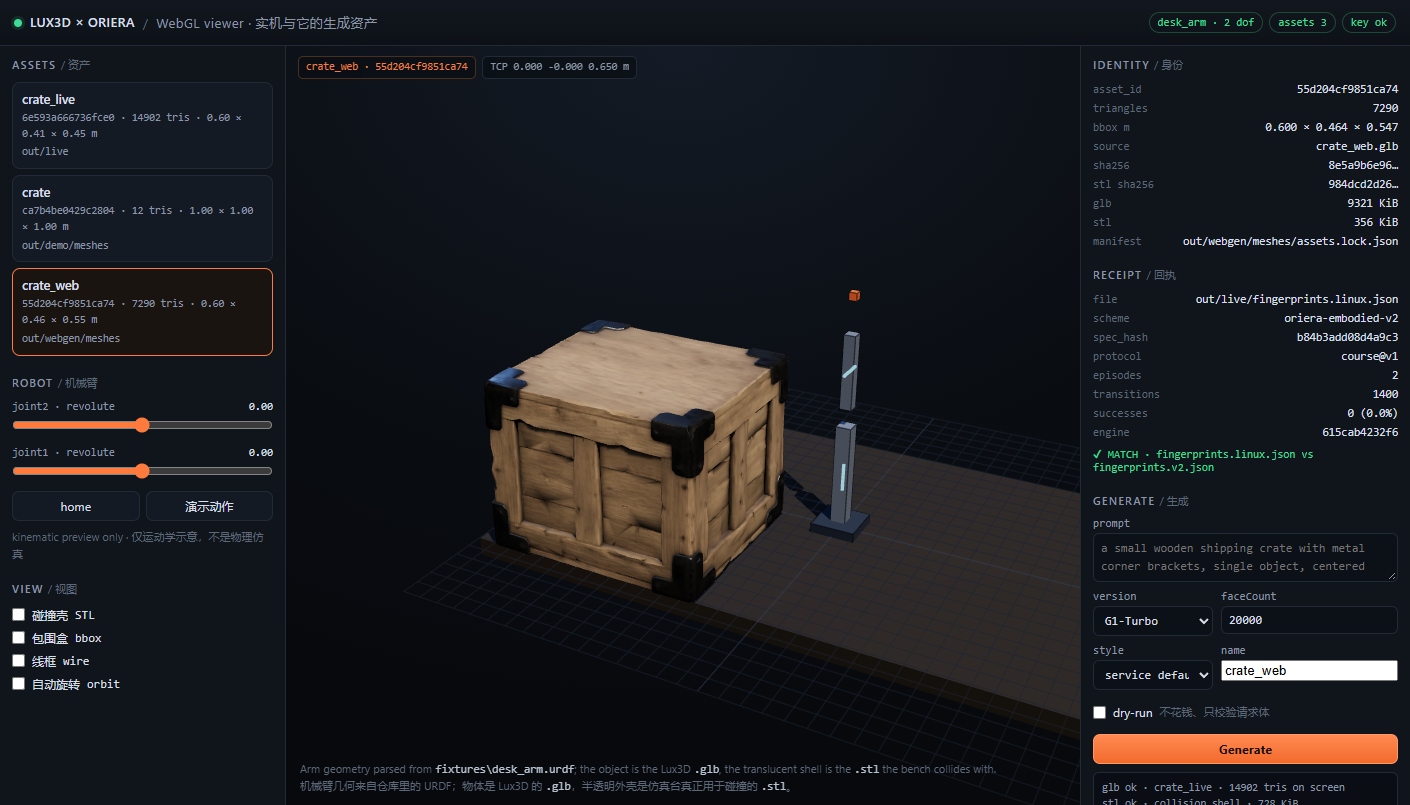 LUX3D × ORIERA / WebGL viewer · 实机与它的生成资产
desk_arm · 2 dof
assets 3
key ok
ASSETS / 资产
crate_live
6e593a666736fce0 · 14902 tris · 0.60 ×
0.41 × 0.45 m
out/live
crate
ca7b4be0429c2804 · 12 tris · 1.00 × 1.00
× 1.00 m
out/demo/meshes
crate_web
55d204cf9851ca74 · 7290 tris · 0.60 ×
0.46 × 0.55 m
out/webgen/meshes
ROBOT / 机械臂
joint2 · revolute 0.00
joint1 · revolute 0.00
home
演示动作
kinematic preview only · 仅运动学示意，不是物理仿
真
VIEW / 视图
碰撞壳 STL
包围盒 bbox
线框 wire
自动旋转 orbit
crate_web · 55d204cf9851ca74
TCP 0.000 -0.000 0.650 m
Arm geometry parsed from fixtures\desk_arm.urdf; the object is the Lux3D .glb, the translucent shell is the .stl the bench collides with.
机械臂几何来自仓库里的 URDF；物体是 Lux3D 的 .glb，半透明外壳是仿真台真正用于碰撞的 .stl。
IDENTITY / 身份
asset_id 55d204cf9851ca74
triangles 7290
bbox m 0.600 × 0.464 × 0.547
source crate_web.glb
sha256 8e5a9b6e96…
stl sha256 984dcd2d26…
glb 9321 KiB
stl 356 KiB
manifest out/webgen/meshes/assets.lock.json
RECEIPT / 回执
file out/live/fingerprints.linux.json
scheme oriera-embodied-v2
spec_hash b84b3add08d4a9c3
protocol course@v1
episodes 2
transitions 1400
successes 0 (0.0%)
engine 615cab4232f6
✓ MATCH · fingerprints.linux.json vs
fingerprints.v2.json
GENERATE / 生成
prompt
a small wooden shipping crate with metal
corner brackets, single object, centered
version faceCount
G1-Turbo 20000
style name
service defau crate_web
dry-run 不花钱、只校验请求体
Generate
glb ok · crate_live · 14902 tris on screen
stl ok · collision shell · 728 KiB